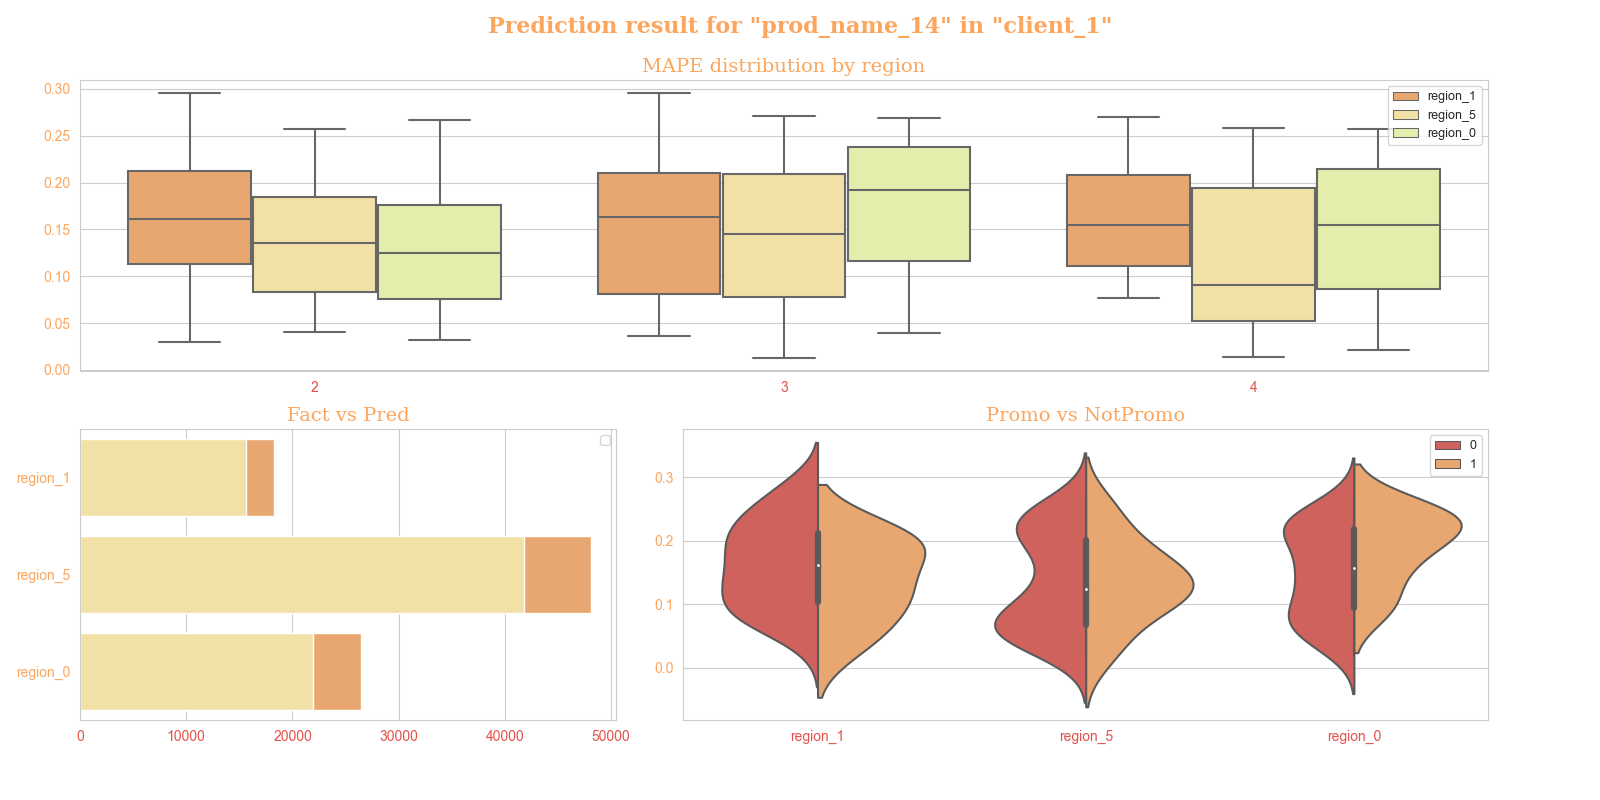 Prediction result for "prod_name_14" in "client_1"
MAPE distribution by region
0.30
0.25
0.20
0.15
0.10
0.05
0.00
region_1
region_5
region_0
2 3 4
Fact vs Pred
region_1
region_5
region_0
0 10000 20000 30000 40000 50000
Promo vs NotPromo
0.3
0.2
0.1
0.0
0
1
region_1 region_5 region_0